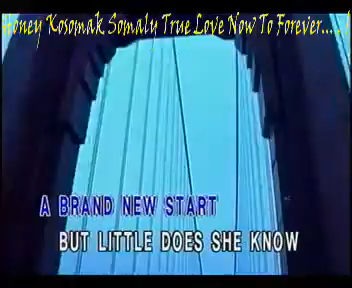 Honey Kosomak Somaly True Love Now To Forever.....!
A BRAND NEW START
BUT LITTLE DOES SHE KNOW